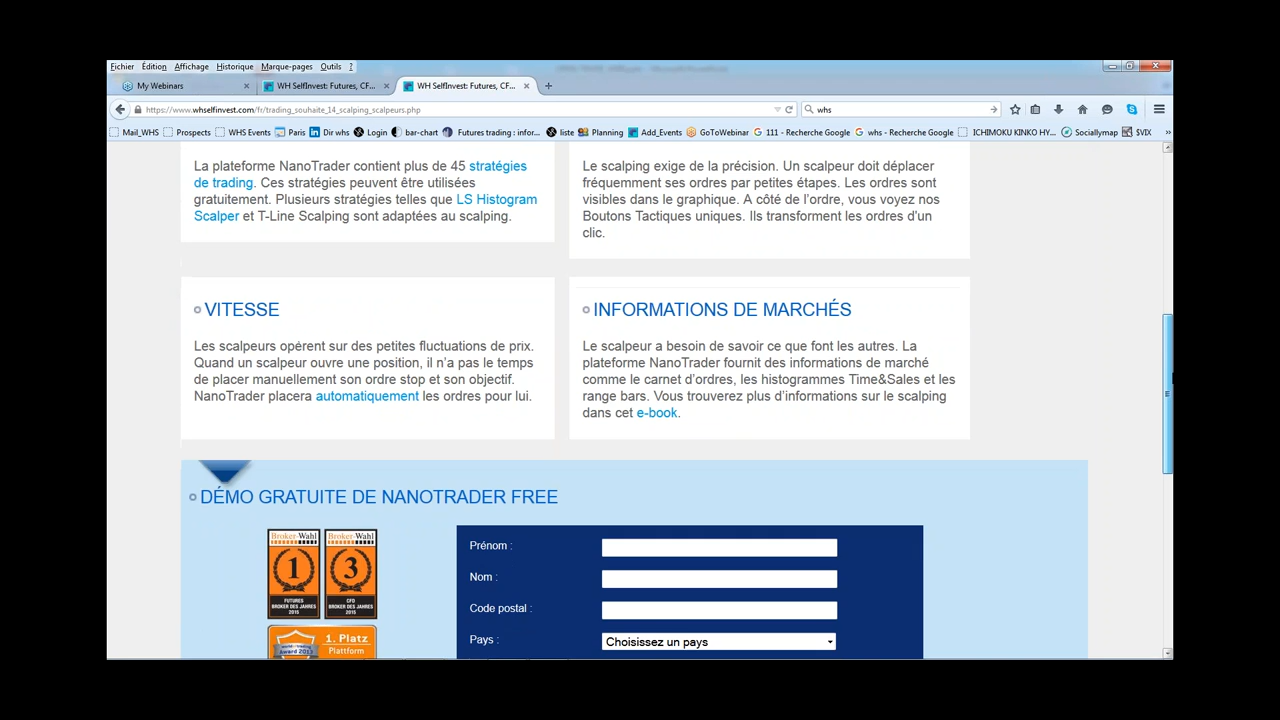 Fichier Édition Affichage Historique Marque-pages Outils ?
My Webinars × WH SelfInvest: Futures, CF... × WH SelfInvest: Futures, CF... × +
https://www.whselfinvest.com/fr/trading_souhaite_14_scalping_scalpeurs.php whs
Mail_WHS Prospects WHS Events Paris Dir whs Login bar-chart Futures trading : infor... liste Planning Add_Events GoToWebinar 111 - Recherche Google whs - Recherche Google ICHIMOKU KINKO HY... Sociallymap $VIX »
La plateforme NanoTrader contient plus de 45 stratégies
de trading. Ces stratégies peuvent être utilisées
gratuitement. Plusieurs stratégies telles que LS Histogram
Scalper et T-Line Scalping sont adaptées au scalping.
Le scalping exige de la précision. Un scalpeur doit déplacer
fréquemment ses ordres par petites étapes. Les ordres sont
visibles dans le graphique. A côté de l'ordre, vous voyez nos
Boutons Tactiques uniques. Ils transforment les ordres d'un
clic.
VITESSE
Les scalpeurs opérent sur des petites fluctuations de prix.
Quand un scalpeur ouvre une position, il n'a pas le temps
de placer manuellement son ordre stop et son objectif.
NanoTrader placera automatiquement les ordres pour lui.
INFORMATIONS DE MARCHÉS
Le scalpeur a besoin de savoir ce que font les autres. La
plateforme NanoTrader fournit des informations de marché
comme le carnet d'ordres, les histogrammes Time&Sales et les
range bars. Vous trouverez plus d'informations sur le scalping
dans cet e-book.
DÉMO GRATUITE DE NANOTRADER FREE
Broker-Wahl
1
FUTURES
BROKER DES JAHRES
2015
Broker-Wahl
3
CFD
BROKER DES JAHRES
2015
1. Platz
Plattform
Prénom :
Nom :
Code postal :
Pays : Choisissez un pays